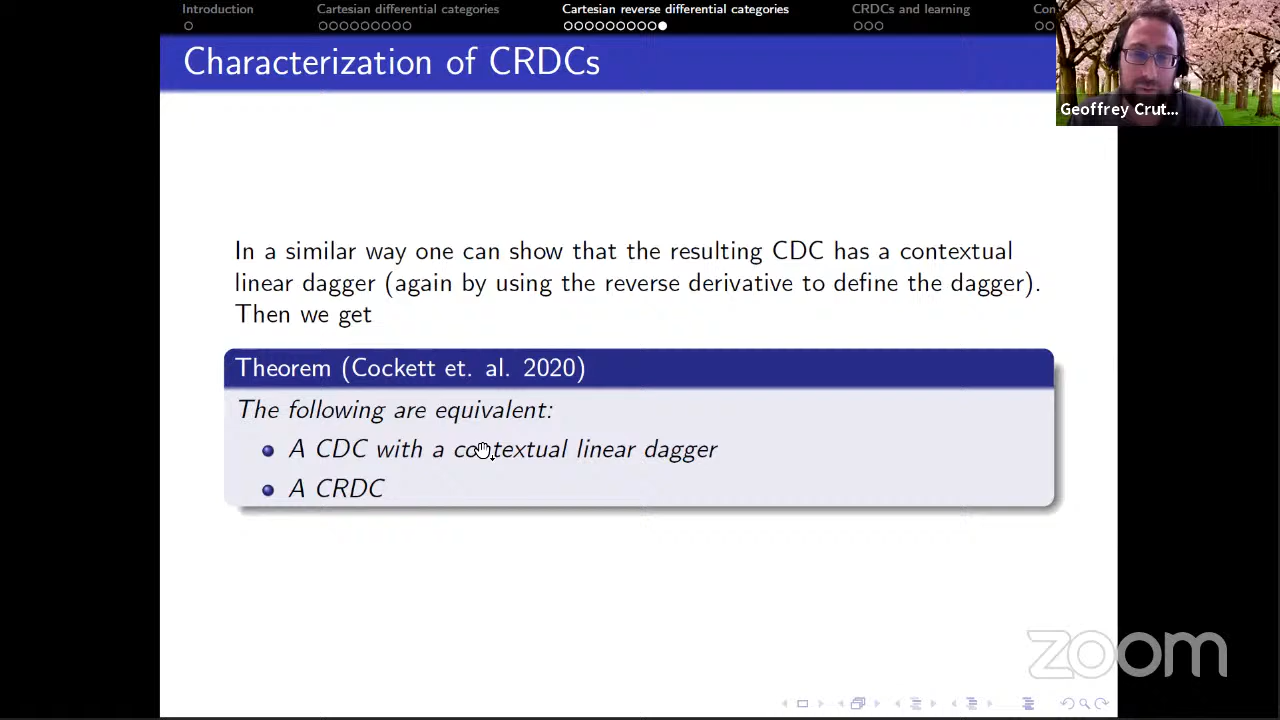 Introduction
Cartesian differential categories
Cartesian reverse differential categories
CRDCs and learning
Con
Geoffrey Crut...
Characterization of CRDCs
In a similar way one can show that the resulting CDC has a contextual
linear dagger (again by using the reverse derivative to define the dagger).
Then we get
Theorem (Cockett et. al. 2020)
The following are equivalent:
A CDC with a contextual linear dagger
A CRDC
zoom